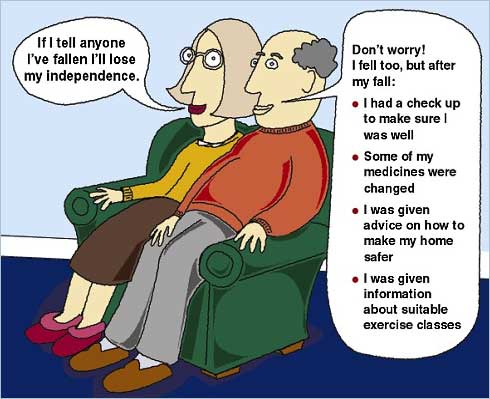 If I tell anyone
I've fallen I'll lose
my independence.
Don't worry!
I fell too, but after
my fall:
• I had a check up
to make sure I
was well
• Some of my
medicines were
changed
• I was given
advice on how to
make my home
safer
• I was given
information
about suitable
exercise classes